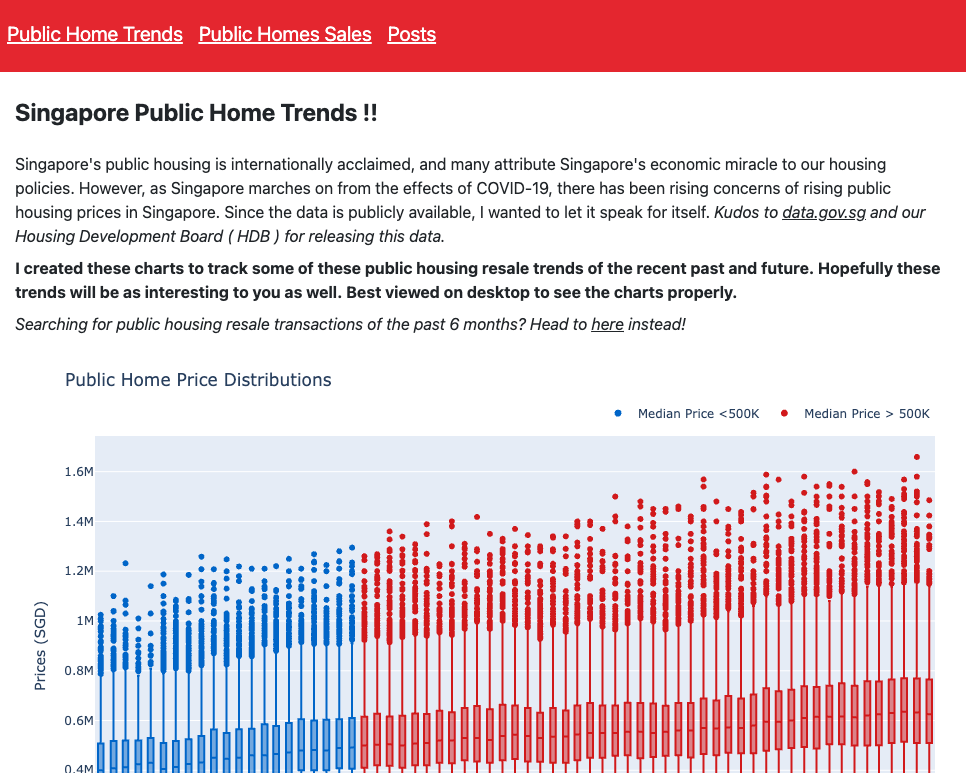 Public Home Trends Public Homes Sales Posts
Singapore Public Home Trends !!
Singapore's public housing is internationally acclaimed, and many attribute Singapore's economic miracle to our housing
policies. However, as Singapore marches on from the effects of COVID-19, there has been rising concerns of rising public
housing prices in Singapore. Since the data is publicly available, I wanted to let it speak for itself. Kudos to data.gov.sg and our
Housing Development Board ( HDB ) for releasing this data.
I created these charts to track some of these public housing resale trends of the recent past and future. Hopefully these
trends will be as interesting to you as well. Best viewed on desktop to see the charts properly.
Searching for public housing resale transactions of the past 6 months? Head to here instead!
Public Home Price Distributions
Median Price <500K Median Price > 500K
1.6M
1.4M
1.2M
1M
0.8M
0.6M
0.4M
Prices (SGD)